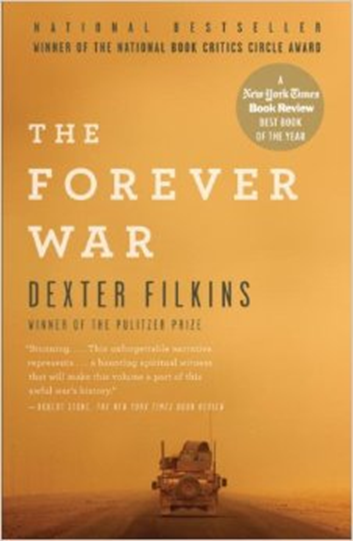 NATIONAL BESTSELLER
WINNER OF THE NATIONAL BOOK CRITICS CIRCLE AWARD
A
New York Times
Book Review
BEST BOOK
OF THE YEAR
THE
FOREVER
WAR
DEXTER FILKINS
WINNER OF THE PULITZER PRIZE
"Stunning. . . . This unforgettable narrative
represents . . . a haunting spiritual witness
that will make this volume a part of this
awful war's history."
— ROBERT STONE, THE NEW YORK TIMES BOOK REVIEW